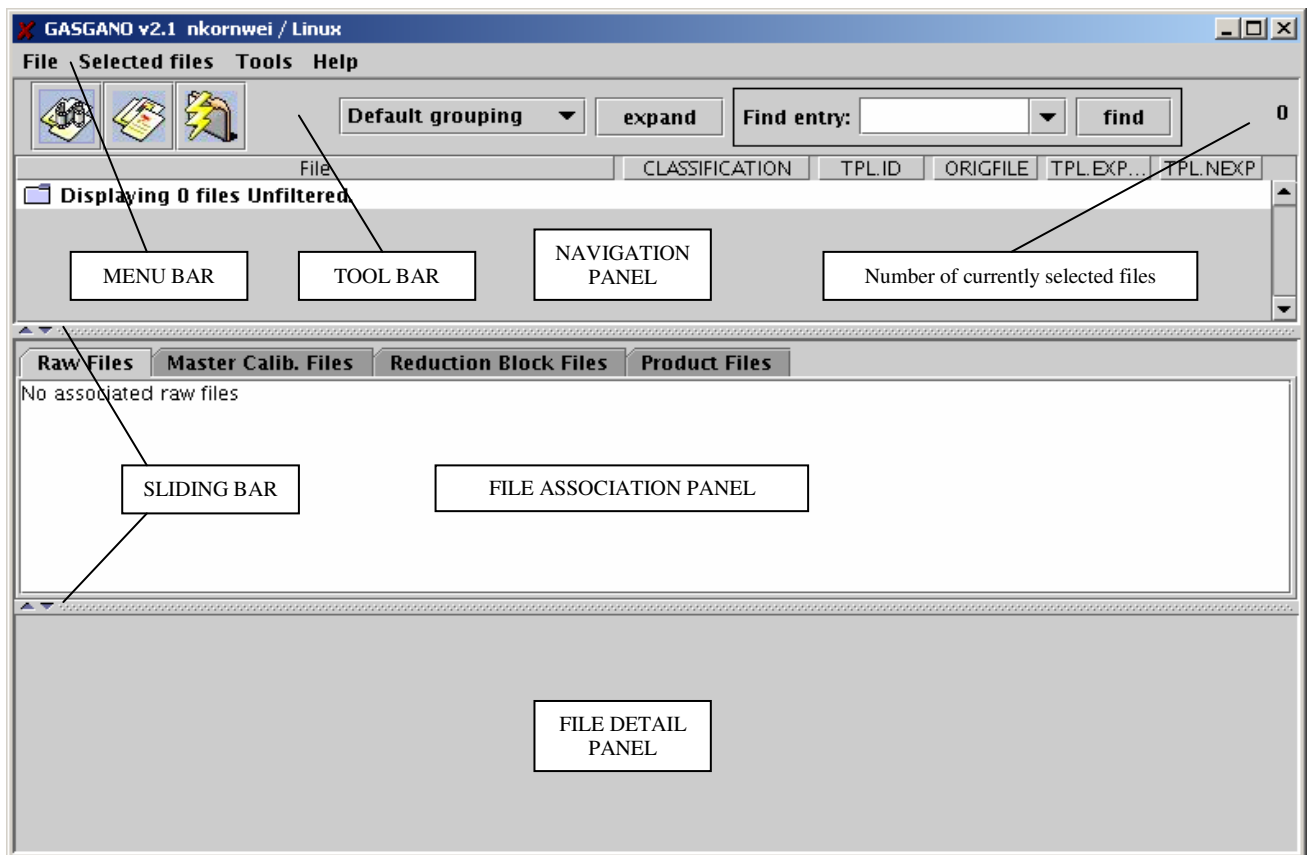 GASGANO v2.1 nkornwei / Linux
File Selected files Tools Help
Default grouping expand Find entry: find 0
File CLASSIFICATION TPL.ID ORIGFILE TPL.EXP... TPL.NEXP
Displaying 0 files Unfiltered.
MENU BAR
TOOL BAR
NAVIGATION
PANEL
Number of currently selected files
Raw Files Master Calib. Files Reduction Block Files Product Files
No associated raw files
SLIDING BAR
FILE ASSOCIATION PANEL
FILE DETAIL
PANEL